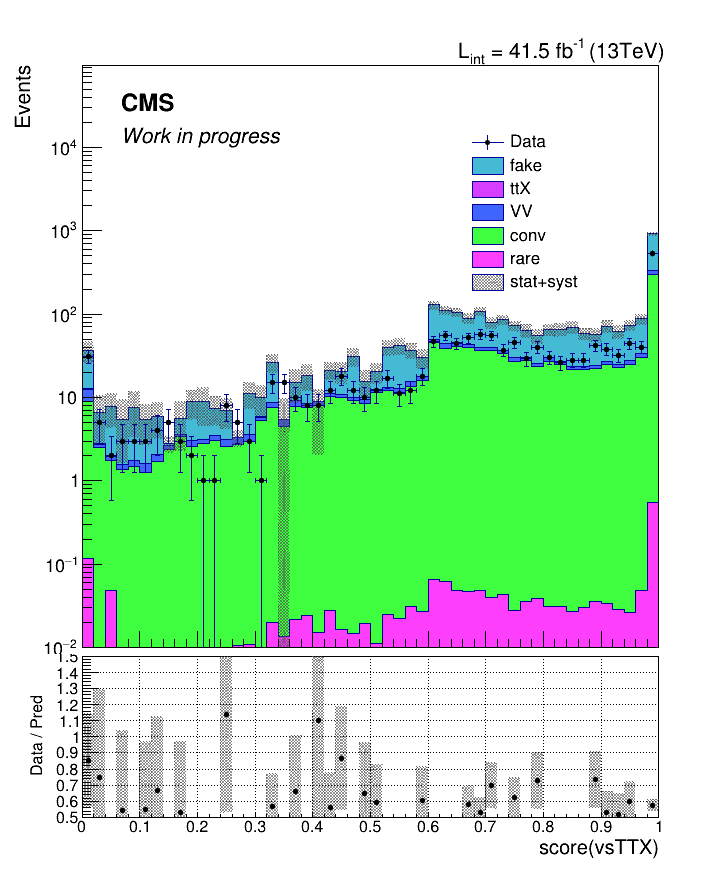 L_int = 41.5 fb^-1 (13TeV)
Events
CMS
Work in progress
Data
fake
ttX
VV
conv
rare
stat+syst
10^4
10^3
10^2
10
1
10^−1
10^−2
Data / Pred
1.5
1.4
1.3
1.2
1.1
1
0.9
0.8
0.7
0.6
0.5
0 0.1 0.2 0.3 0.4 0.5 0.6 0.7 0.8 0.9 1
score(vsTTX)